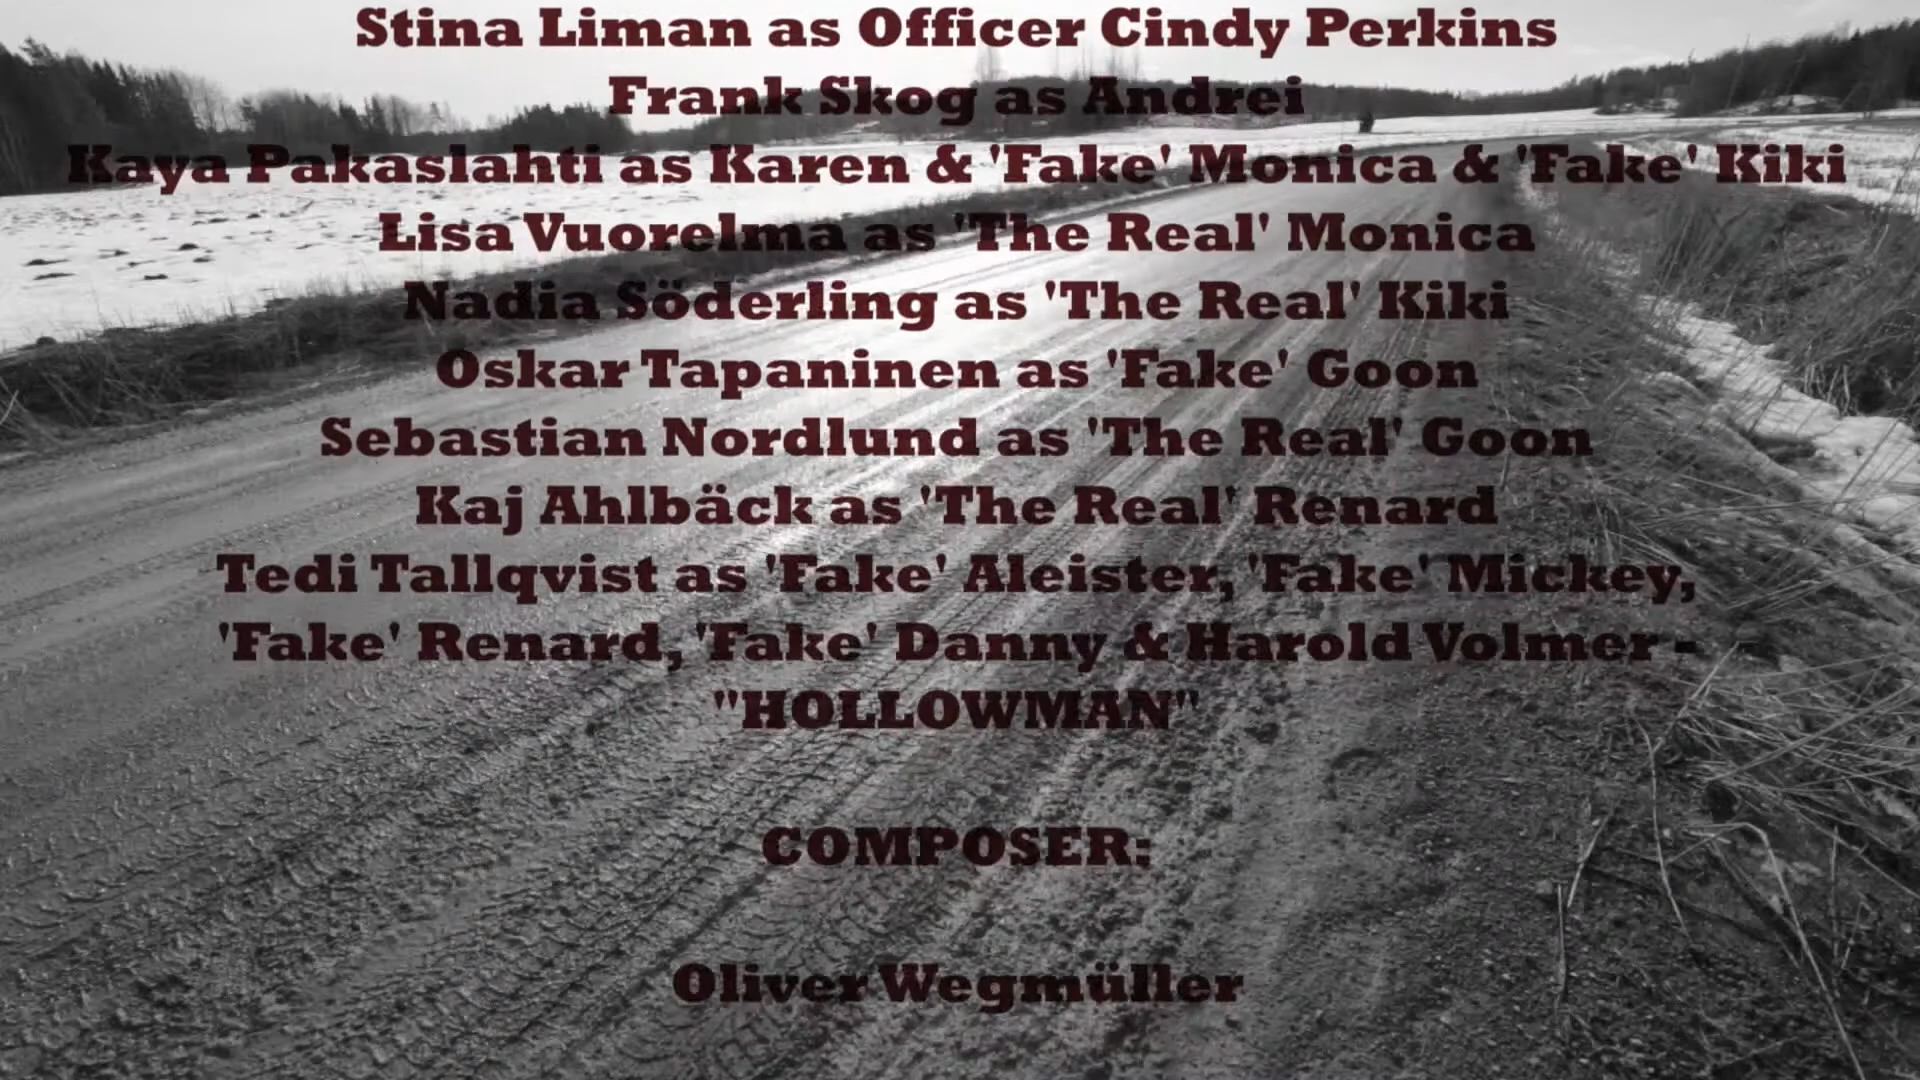 Stina Liman as Officer Cindy Perkins
Frank Skog as Andrei
Kaya Pakaslahti as Karen & 'Fake' Monica & 'Fake' Kiki
Lisa Vuorelma as 'The Real' Monica
Nadia Söderling as 'The Real' Kiki
Oskar Tapaninen as 'Fake' Goon
Sebastian Nordlund as 'The Real' Goon
Kaj Ahlbäck as 'The Real' Renard
Tedi Tallqvist as 'Fake' Aleister, 'Fake' Mickey,
'Fake' Renard, 'Fake' Danny & Harold Volmer -
"HOLLOWMAN"
COMPOSER:
Oliver Wegmüller